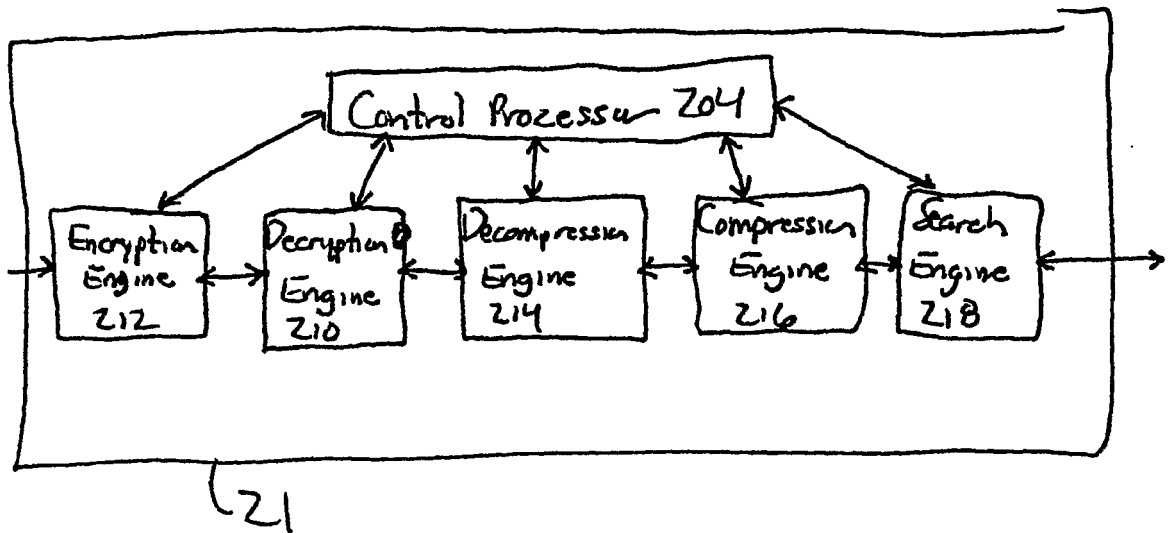 Control Prozessor 204
Encryption
Engine
212
Decryption
Engine
210
Decompression
Engine
214
Compression
Engine
216
Search
Engine
218
21